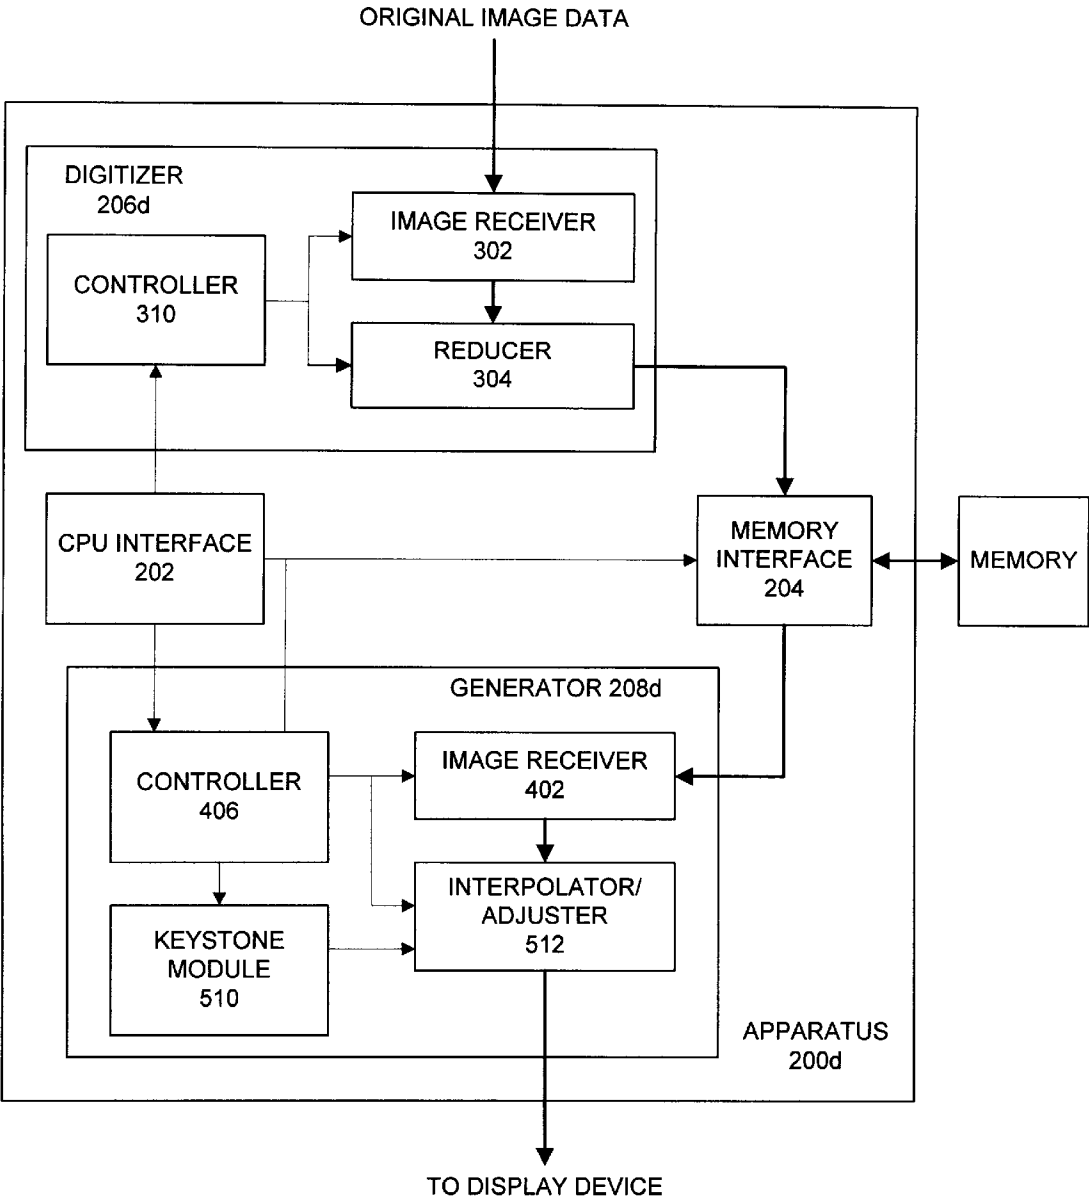 ORIGINAL IMAGE DATA
DIGITIZER
206d
IMAGE RECEIVER
302
CONTROLLER
310
REDUCER
304
CPU INTERFACE
202
MEMORY
INTERFACE
204
MEMORY
GENERATOR 208d
CONTROLLER
406
IMAGE RECEIVER
402
INTERPOLATOR/
ADJUSTER
512
KEYSTONE
MODULE
510
APPARATUS
200d
TO DISPLAY DEVICE